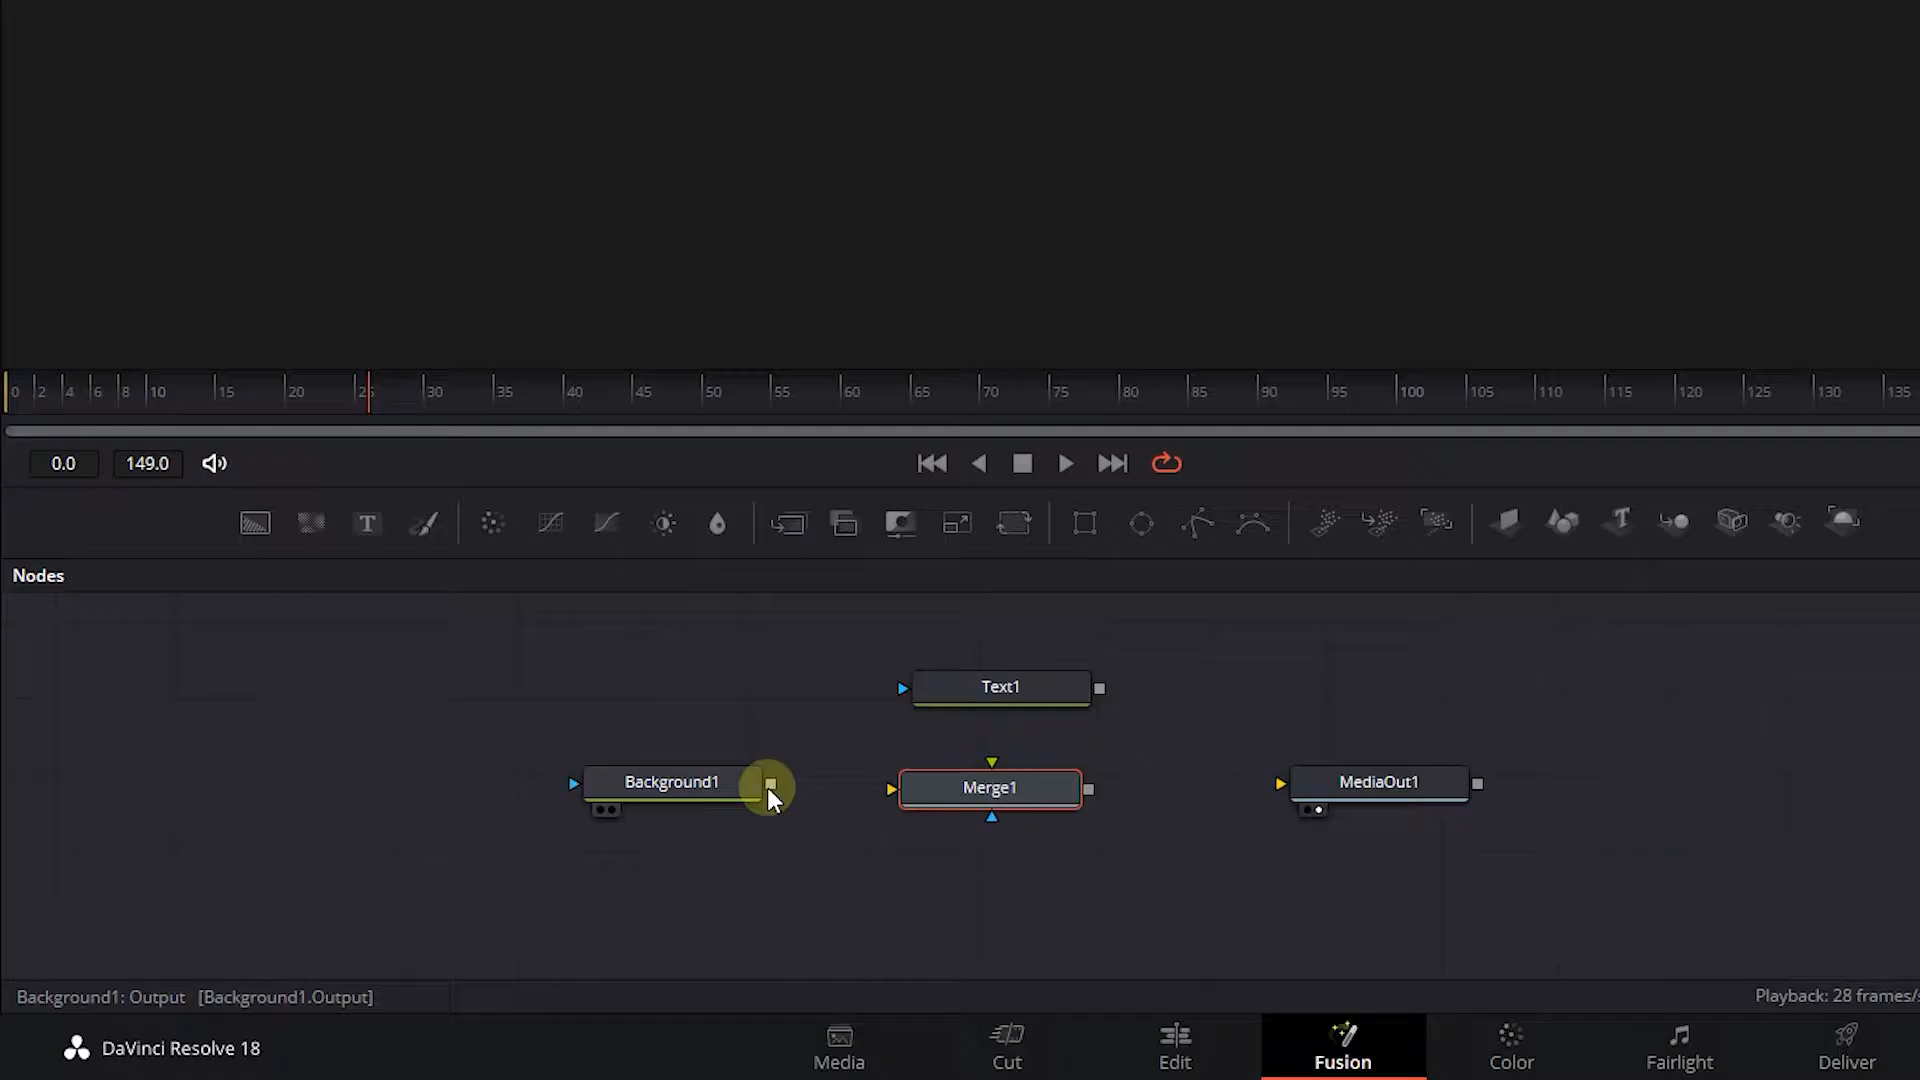 0 2 4 6 8 10 15 20 25 30 35 40 45 50 55 60 65 70 75 80 85 90 95 100 105 110 115 120 125 130 135
0.0 149.0
T
Nodes
Text1
Background1 Merge1 MediaOut1
Background1: Output [Background1.Output] Playback: 28 frames/s
DaVinci Resolve 18 Media Cut Edit Fusion Color Fairlight Deliver